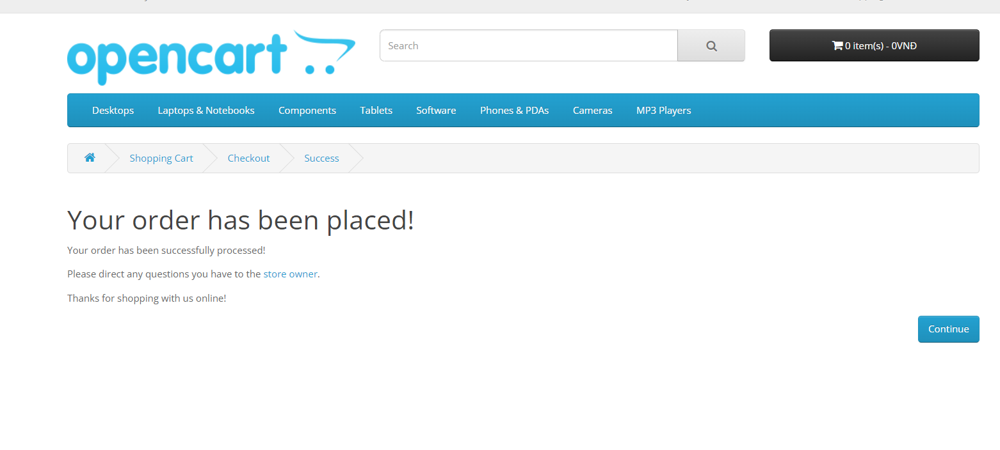 opencart
Search
0 item(s) - 0VNĐ
Desktops Laptops & Notebooks Components Tablets Software Phones & PDAs Cameras MP3 Players
Shopping Cart Checkout Success
Your order has been placed!
Your order has been successfully processed!
Please direct any questions you have to the store owner.
Thanks for shopping with us online!
Continue